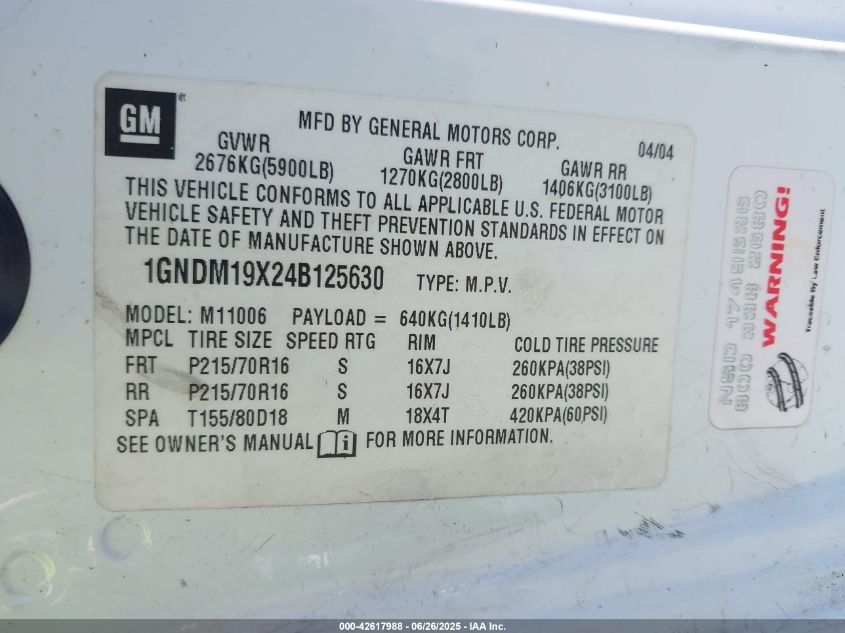 GM
®
MFD BY GENERAL MOTORS CORP. 04/04
GVWR GAWR FRT GAWR RR
2676KG(5900LB) 1270KG(2800LB) 1406KG(3100LB)
THIS VEHICLE CONFORMS TO ALL APPLICABLE U.S. FEDERAL MOTOR
VEHICLE SAFETY AND THEFT PREVENTION STANDARDS IN EFFECT ON
THE DATE OF MANUFACTURE SHOWN ABOVE.
1GNDM19X24B125630 TYPE: M.P.V.
MODEL: M11006 PAYLOAD = 640KG(1410LB)
MPCL TIRE SIZE SPEED RTG RIM COLD TIRE PRESSURE
FRT P215/70R16 S 16X7J 260KPA(38PSI)
RR P215/70R16 S 16X7J 260KPA(38PSI)
SPA T155/80D18 M 18X4T 420KPA(60PSI)
SEE OWNER'S MANUAL i FOR MORE INFORMATION.
WARNING!
Traceable By Law Enforcement
000-42617988 - 06/26/2025 - IAA Inc.